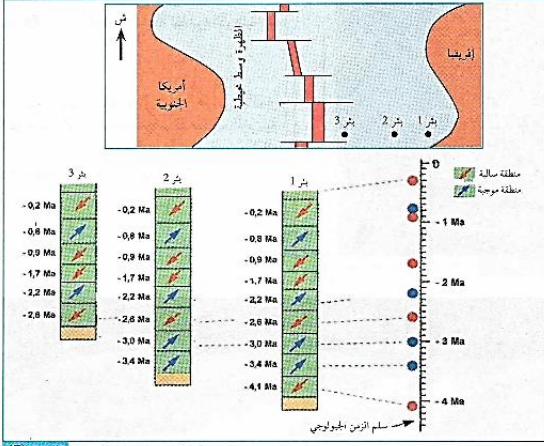 ش
الظهرة وسط محيطية
أمريكا
الجنوبية
إفريقيا
بئر 3
بئر 2
بئر 1
بئر 3
-0,2 Ma
-0,8 Ma
-0,9 Ma
-1,7 Ma
-2,2 Ma
-2,6 Ma
بئر 2
-0,2 Ma
-0,8 Ma
-0,9 Ma
-1,7 Ma
-2,2 Ma
-2,6 Ma
-3,0 Ma
-3,4 Ma
بئر 1
-0,2 Ma
-0,8 Ma
-0,9 Ma
-1,7 Ma
-2,2 Ma
-2,6 Ma
-3,0 Ma
-3,4 Ma
-4,1 Ma
0
-1 Ma
-2 Ma
-3 Ma
-4 Ma
منطقة سالبة
منطقة موجبة
سلم الزمن الجيولوجي